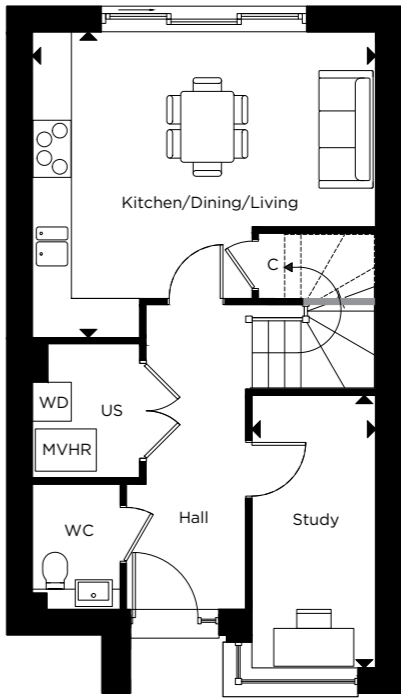 Kitchen/Dining/Living
C
WD
US
MVHR
WC
Hall
Study